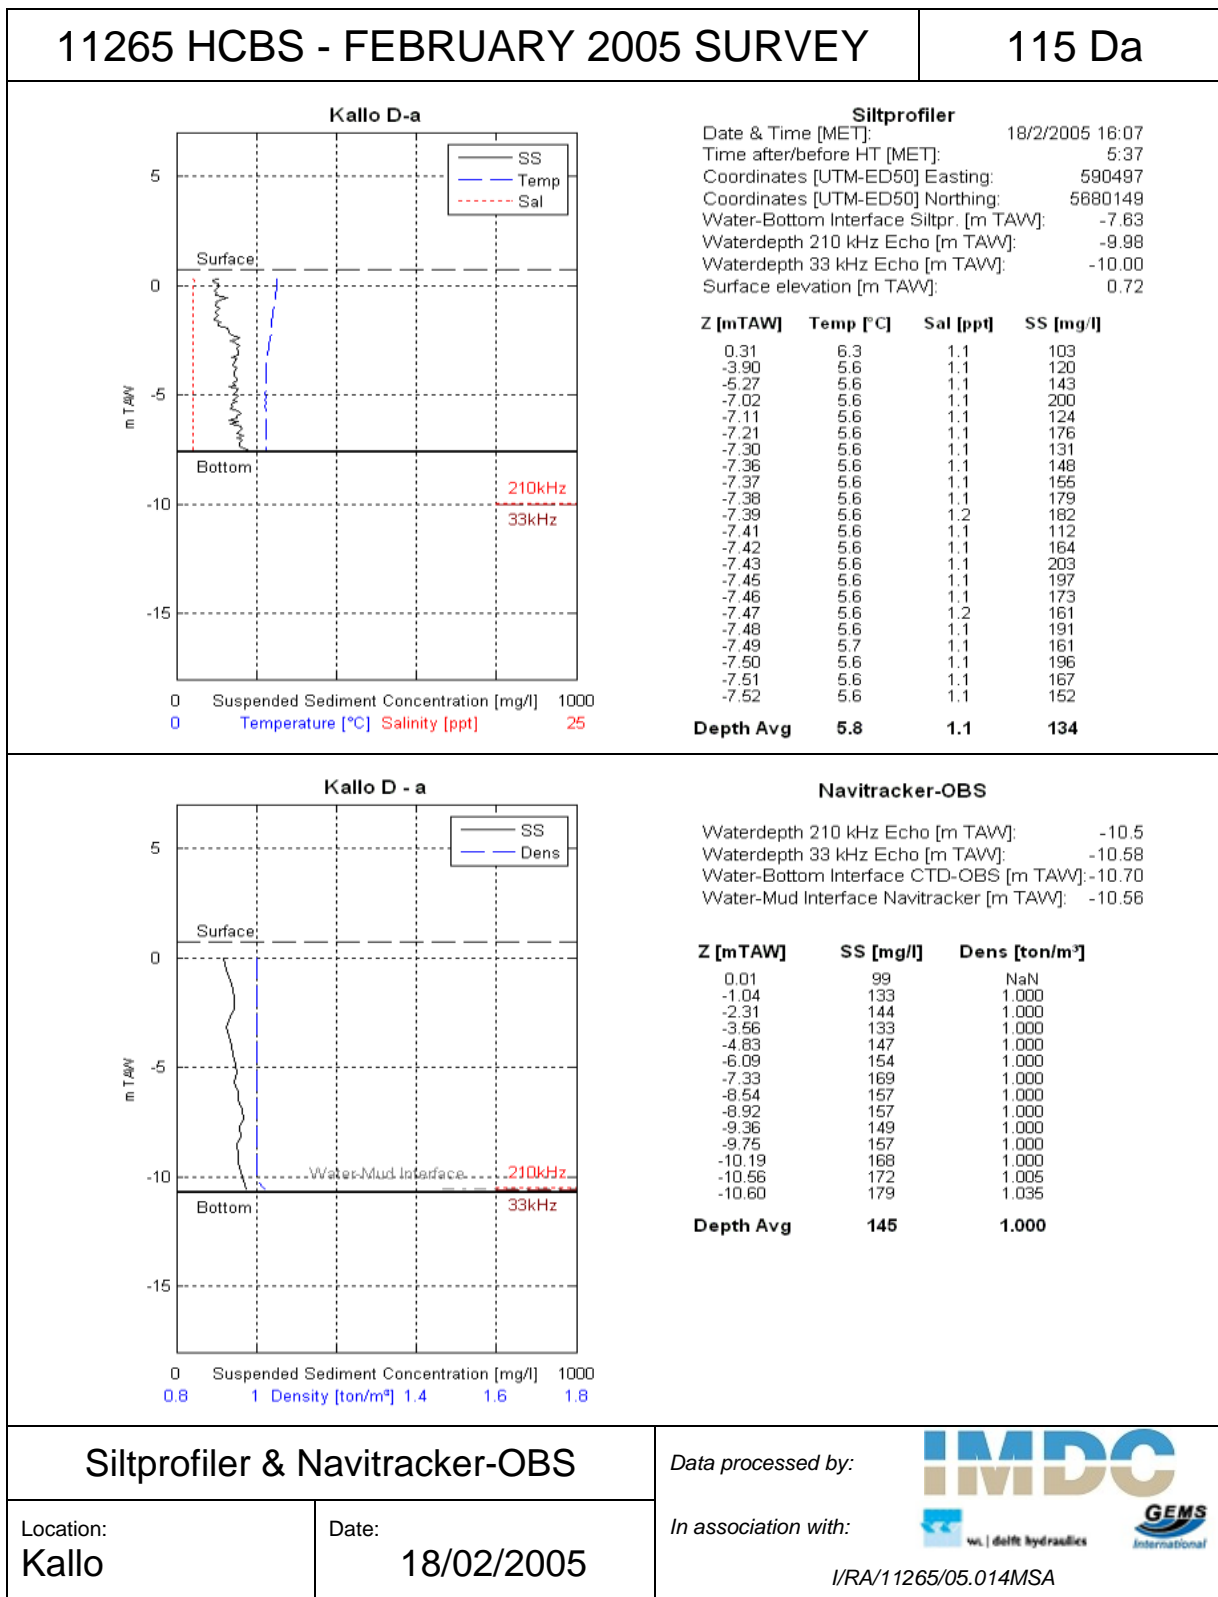 11265 HCBS - FEBRUARY 2005 SURVEY 115 Da
Kallo D-a
SS
Temp
Sal
5
Surface
0
-5
m TAW
Bottom
210kHz
-10
33kHz
-15
0 Suspended Sediment Concentration [mg/l] 1000
0 Temperature [°C] Salinity [ppt] 25
Siltprofiler
Date & Time [MET]: 18/2/2005 16:07
Time after/before HT [MET]: 5:37
Coordinates [UTM-ED50] Easting: 590497
Coordinates [UTM-ED50] Northing: 5680149
Water-Bottom Interface Siltpr. [m TAW]: -7.63
Waterdepth 210 kHz Echo [m TAW]: -9.98
Waterdepth 33 kHz Echo [m TAW]: -10.00
Surface elevation [m TAW]: 0.72
Z [mTAW] Temp [°C] Sal [ppt] SS [mg/l]
0.31 6.3 1.1 103
-3.90 5.6 1.1 120
-5.27 5.6 1.1 143
-7.02 5.6 1.1 200
-7.11 5.6 1.1 124
-7.21 5.6 1.1 176
-7.30 5.6 1.1 131
-7.36 5.6 1.1 148
-7.37 5.6 1.1 155
-7.38 5.6 1.1 179
-7.39 5.6 1.2 182
-7.41 5.6 1.1 112
-7.42 5.6 1.1 164
-7.43 5.6 1.1 203
-7.45 5.6 1.1 197
-7.46 5.6 1.1 173
-7.47 5.6 1.2 161
-7.48 5.6 1.1 191
-7.49 5.7 1.1 161
-7.50 5.6 1.1 196
-7.51 5.6 1.1 167
-7.52 5.6 1.1 152
Depth Avg 5.8 1.1 134
Kallo D - a
SS
Dens
5
Surface
0
-5
m TAW
Water-Mud Interface 210kHz
-10
Bottom 33kHz
-15
0 Suspended Sediment Concentration [mg/l] 1000
0.8 1 Density [ton/m³] 1.4 1.6 1.8
Navitracker-OBS
Waterdepth 210 kHz Echo [m TAW]: -10.5
Waterdepth 33 kHz Echo [m TAW]: -10.58
Water-Bottom Interface CTD-OBS [m TAW]: -10.70
Water-Mud Interface Navitracker [m TAW]: -10.56
Z [mTAW] SS [mg/l] Dens [ton/m³]
0.01 99 NaN
-1.04 133 1.000
-2.31 144 1.000
-3.56 133 1.000
-4.83 147 1.000
-6.09 154 1.000
-7.33 169 1.000
-8.54 157 1.000
-8.92 157 1.000
-9.36 149 1.000
-9.75 157 1.000
-10.19 168 1.000
-10.56 172 1.005
-10.60 179 1.035
Depth Avg 145 1.000
Siltprofiler & Navitracker-OBS
Location:
Kallo
Date:
18/02/2005
Data processed by:
IMDC
In association with:
wl | delft hydraulics
GEMS
International
I/RA/11265/05.014MSA